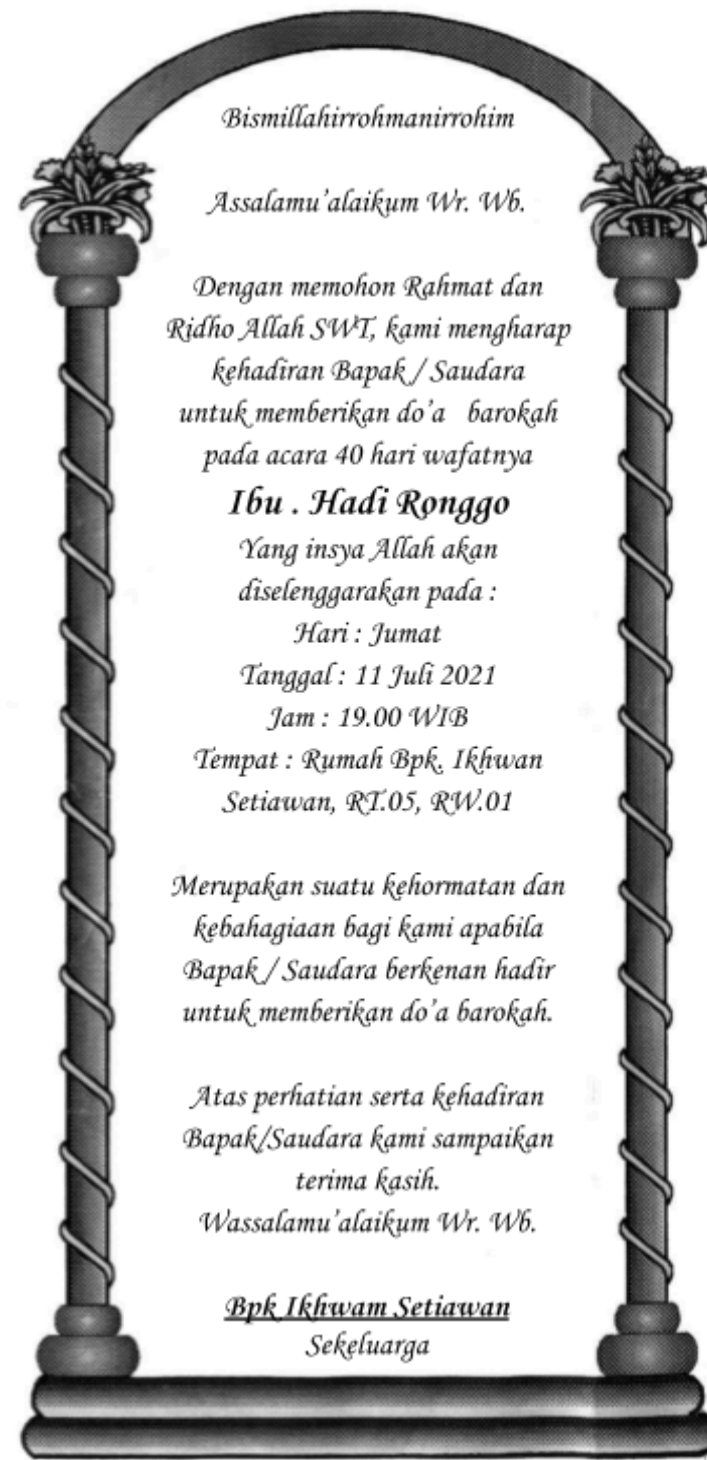 Bismillahirrohmanirrohim
Assalamu'alaikum Wr. Wb.
Dengan memohon Rahmat dan
Ridho Allah SWT, kami mengharap
kehadiran Bapak / Saudara
untuk memberikan do'a barokah
pada acara 40 hari wafatnya
Ibu . Hadi Ronggo
Yang insya Allah akan
diselenggarakan pada :
Hari : Jumat
Tanggal : 11 Juli 2021
Jam : 19.00 WIB
Tempat : Rumah Bpk. Ikhwan
Setiawan, RT.05, RW.01
Merupakan suatu kehormatan dan
kebahagiaan bagi kami apabila
Bapak / Saudara berkenan hadir
untuk memberikan do'a barokah.
Atas perhatian serta kehadiran
Bapak/Saudara kami sampaikan
terima kasih.
Wassalamu'alaikum Wr. Wb.
Bpk Ikhwam Setiawan
Sekeluarga